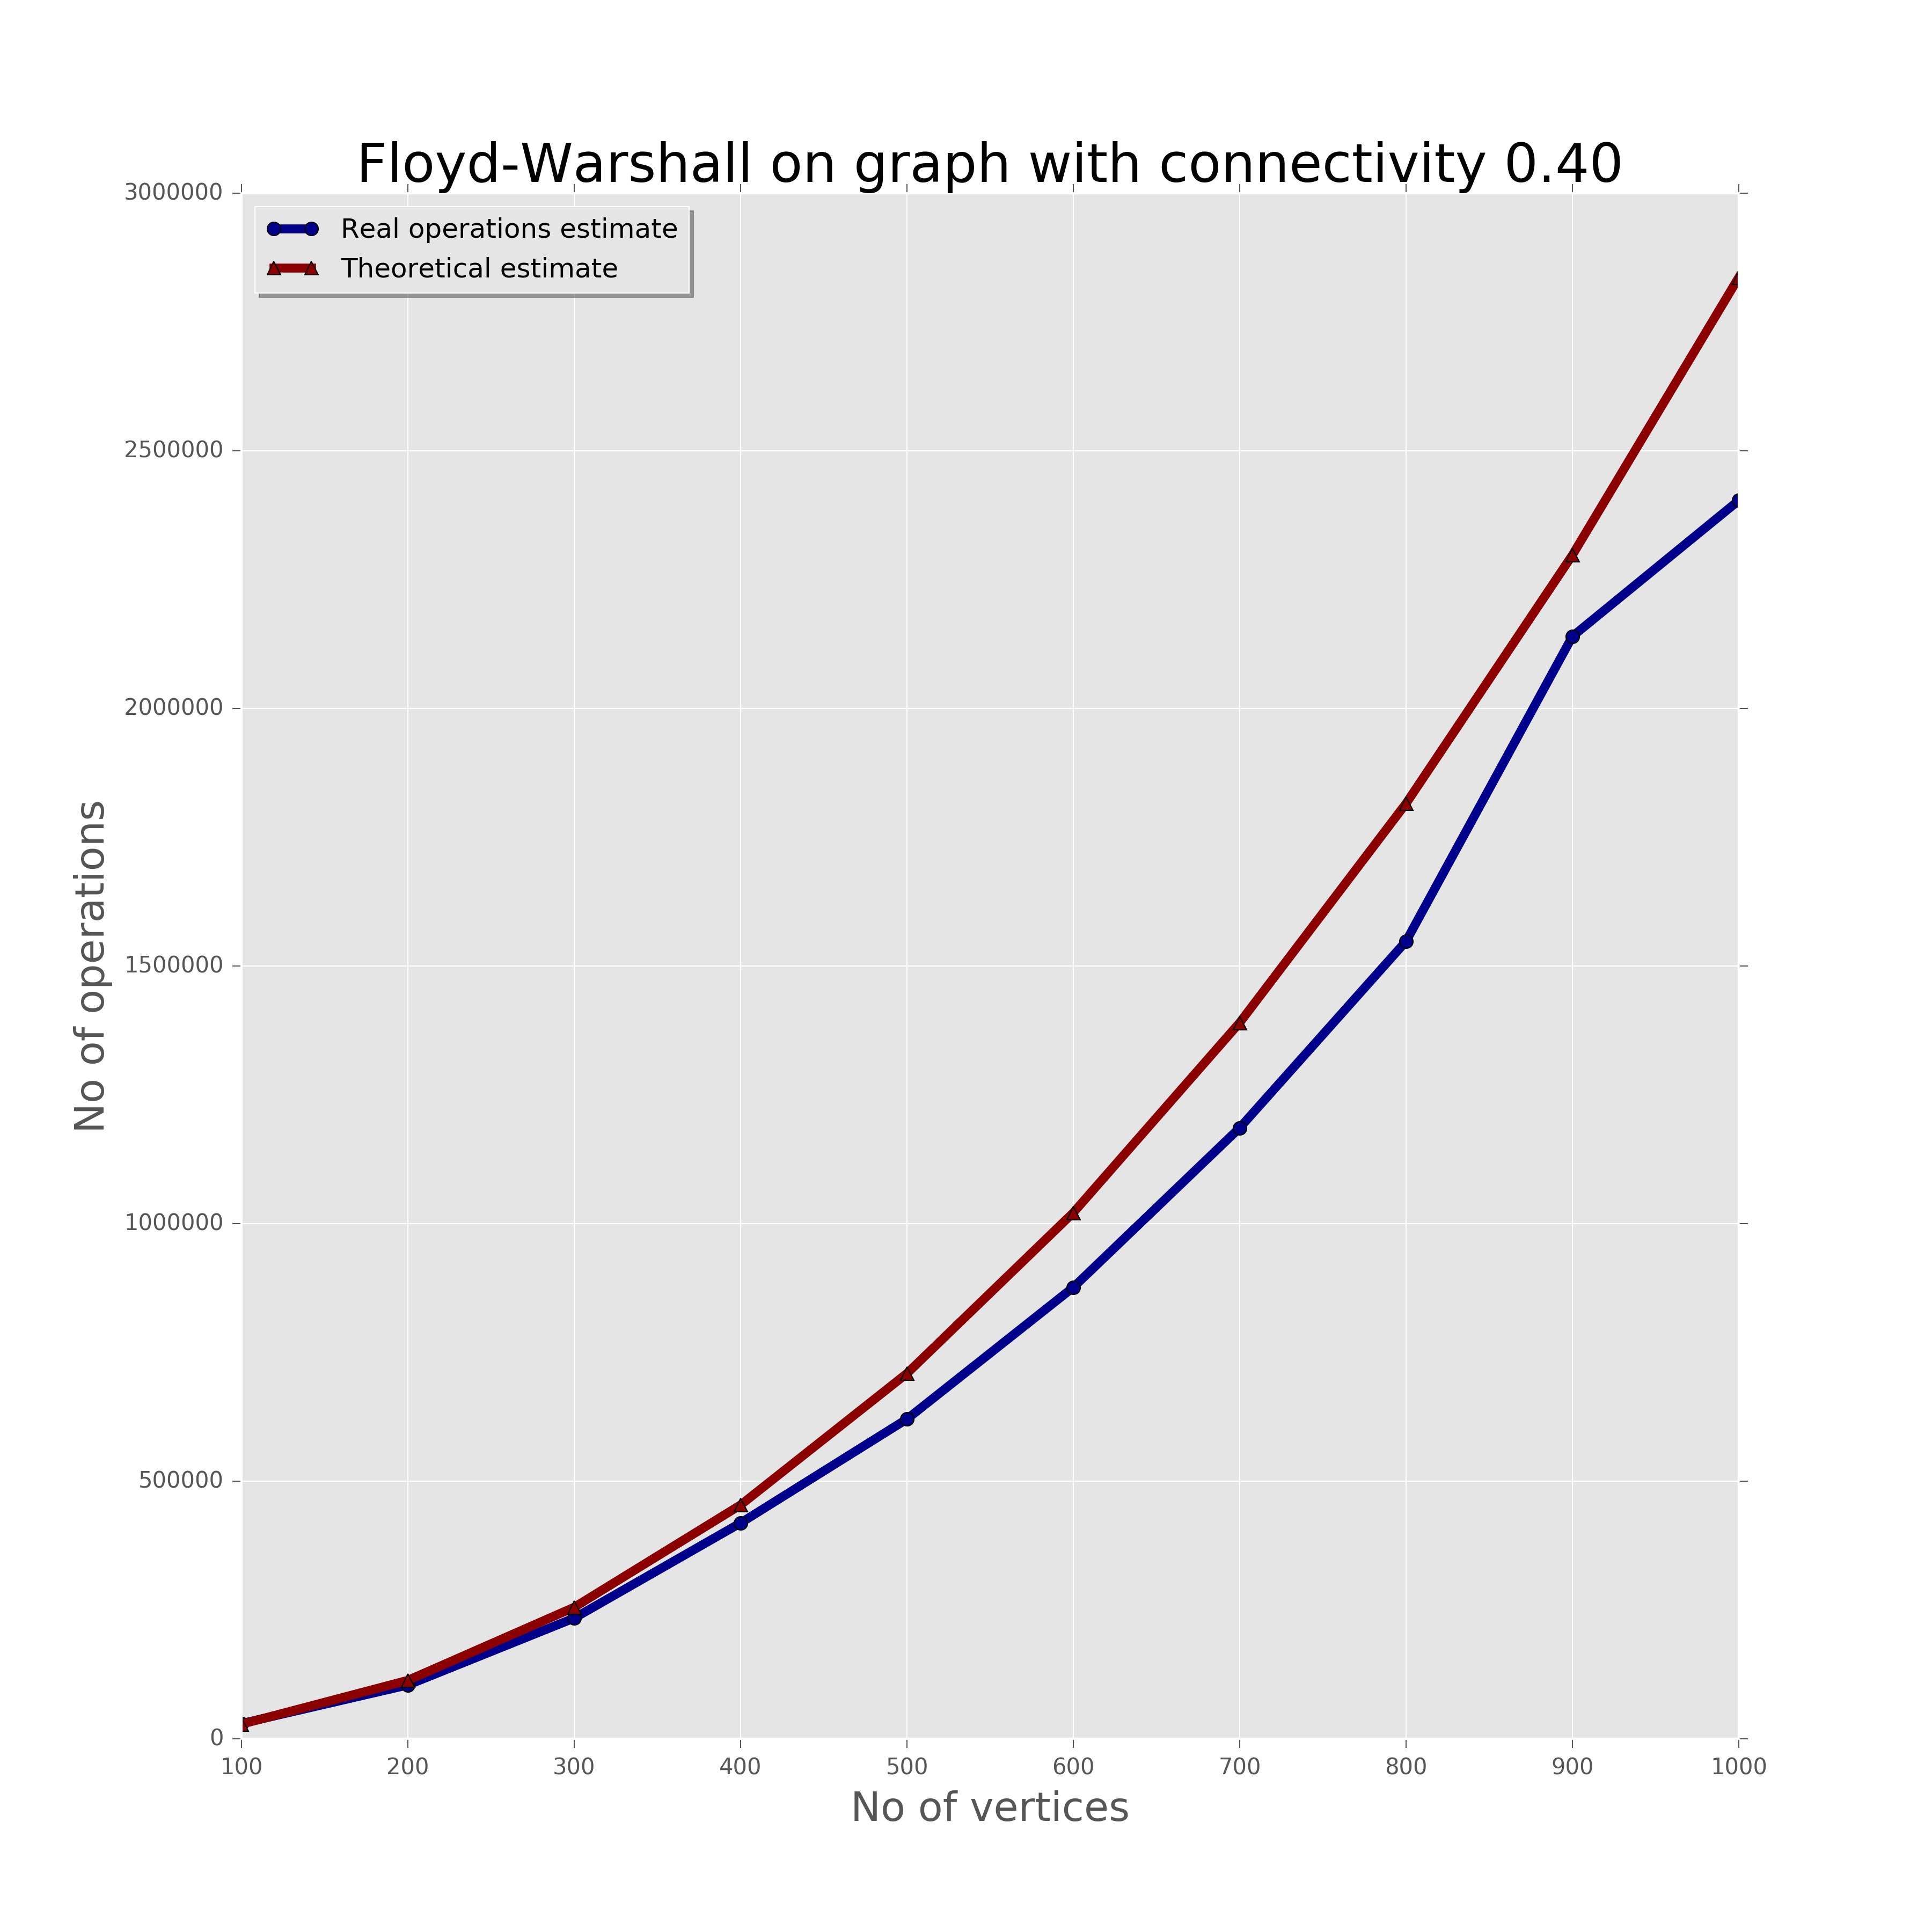 Floyd-Warshall on graph with connectivity 0.40
Real operations estimate
Theoretical estimate
3000000
2500000
2000000
1500000
1000000
500000
0
No of operations
100 200 300 400 500 600 700 800 900 1000
No of vertices